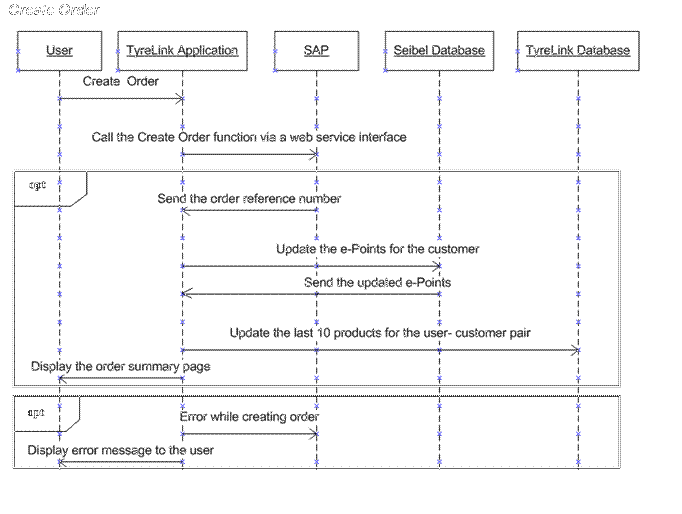 Create Order
User
TyreLink Application
SAP
Seibel Database
TyreLink Database
Create Order
Call the Create Order function via a web service interface
opt
Send the order reference number
Update the e-Points for the customer
Send the updated e-Points
Update the last 10 products for the user- customer pair
Display the order summary page
opt
Error while creating order
Display error message to the user